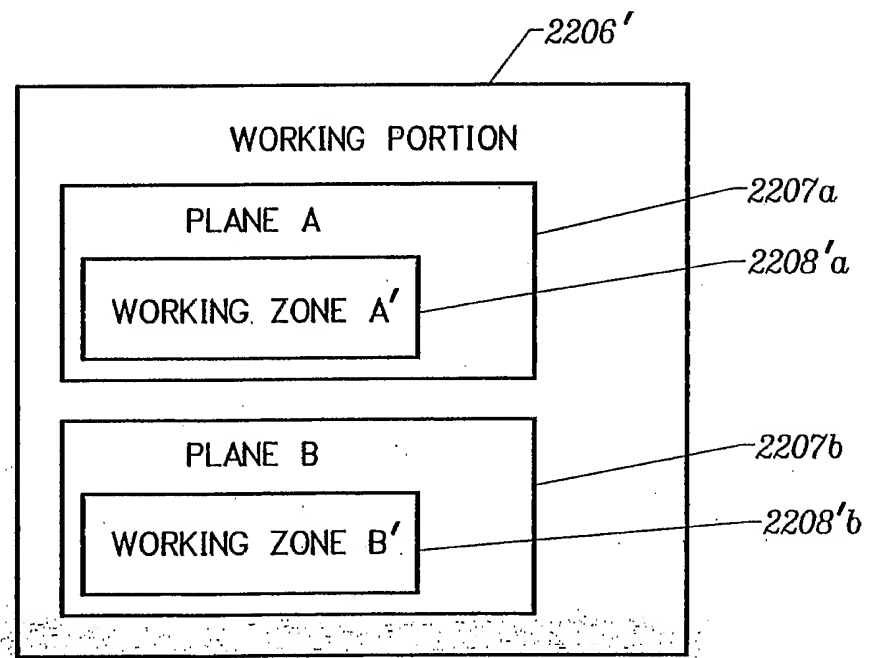 2206'
WORKING PORTION
2207a
PLANE A
2208'a
WORKING ZONE A'
2207b
PLANE B
2208'b
WORKING ZONE B'